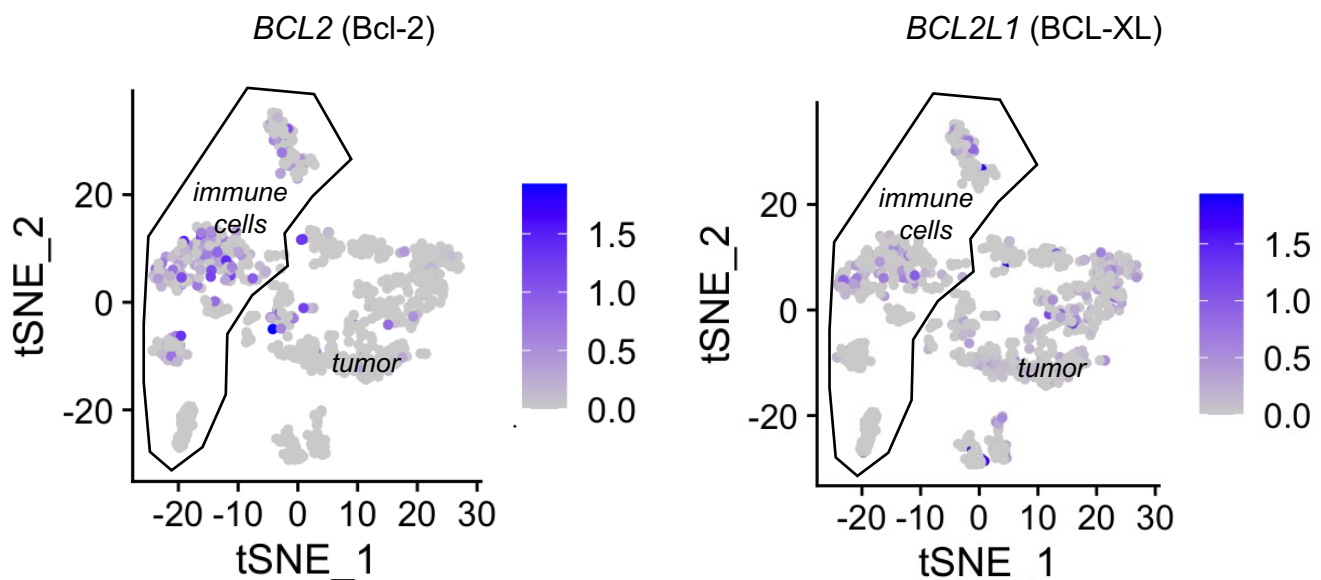 BCL2 (Bcl-2)
immune
cells
tumor
20
0
-20
-20 -10 0 10 20 30
tSNE_1
tSNE_2
1.5
1.0
0.5
0.0
BCL2L1 (BCL-XL)
immune
cells
tumor
20
0
-20
-20 -10 0 10 20 30
tSNE_1
tSNE_2
1.5
1.0
0.5
0.0